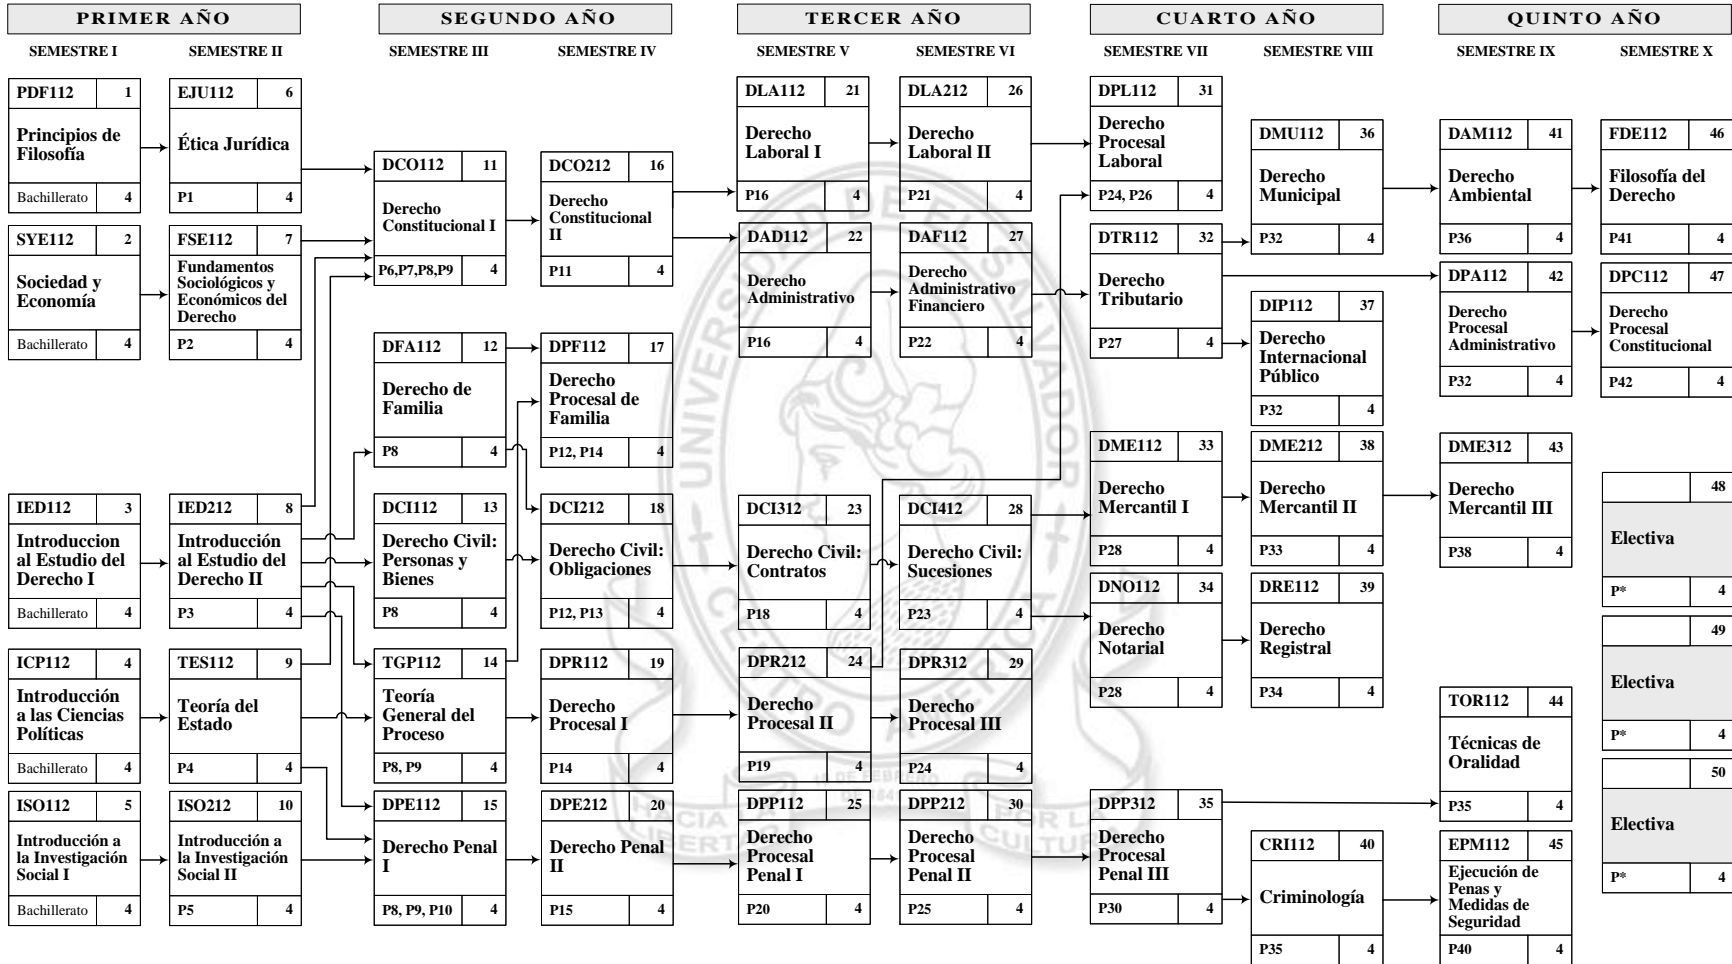 PRIMER AÑO
SEGUNDO AÑO
TERCER AÑO
CUARTO AÑO
QUINTO AÑO
SEMESTRE I
SEMESTRE II
SEMESTRE III
SEMESTRE IV
SEMESTRE V
SEMESTRE VI
SEMESTRE VII
SEMESTRE VIII
SEMESTRE IX
SEMESTRE X
PDF112 1
Principios de
Filosofía
Bachillerato 4
SYE112 2
Sociedad y
Economía
Bachillerato 4
IED112 3
Introduccion
al Estudio del
Derecho I
Bachillerato 4
ICP112 4
Introducción
a las Ciencias
Políticas
Bachillerato 4
ISO112 5
Introducción a
la Investigación
Social I
Bachillerato 4
EJU112 6
Ética Jurídica
P1 4
FSE112 7
Fundamentos
Sociológicos y
Económicos del
Derecho
P2 4
IED212 8
Introducción
al Estudio del
Derecho II
P3 4
TES112 9
Teoría del
Estado
P4 4
ISO212 10
Introducción a
la Investigación
Social II
P5 4
DCO112 11
Derecho
Constitucional I
P6,P7,P8,P9 4
DFA112 12
Derecho de
Familia
P8 4
DCI112 13
Derecho Civil:
Personas y
Bienes
P8 4
TGP112 14
Teoría
General del
Proceso
P8, P9 4
DPE112 15
Derecho Penal
I
P8, P9, P10 4
DCO212 16
Derecho
Constitucional
II
P11 4
DPF112 17
Derecho
Procesal de
Familia
P12, P14 4
DCI212 18
Derecho Civil:
Obligaciones
P12, P13 4
DPR112 19
Derecho
Procesal I
P14 4
DPE212 20
Derecho Penal
II
P15 4
DLA112 21
Derecho
Laboral I
P16 4
DAD112 22
Derecho
Administrativo
P16 4
DCI312 23
Derecho Civil:
Contratos
P18 4
DPR212 24
Derecho
Procesal II
P19 4
DPP112 25
Derecho
Procesal
Penal I
P20 4
DLA212 26
Derecho
Laboral II
P21 4
DAF112 27
Derecho
Administrativo
Financiero
P22 4
DCI412 28
Derecho Civil:
Sucesiones
P23 4
DPR312 29
Derecho
Procesal III
P24 4
DPP212 30
Derecho
Procesal
Penal II
P25 4
DPL112 31
Derecho
Procesal
Laboral
P24, P26 4
DTR112 32
Derecho
Tributario
P27 4
DME112 33
Derecho
Mercantil I
P28 4
DNO112 34
Derecho
Notarial
P28 4
DPP312 35
Derecho
Procesal
Penal III
P30 4
DMU112 36
Derecho
Municipal
P32 4
DIP112 37
Derecho
Internacional
Público
P32 4
DME212 38
Derecho
Mercantil II
P33 4
DRE112 39
Derecho
Registral
P34 4
CRI112 40
Criminología
P35 4
DAM112 41
Derecho
Ambiental
P36 4
DPA112 42
Derecho
Procesal
Administrativo
P32 4
DME312 43
Derecho
Mercantil III
P38 4
TOR112 44
Técnicas de
Oralidad
P35 4
EPM112 45
Ejecución de
Penas y
Medidas de
Seguridad
P40 4
FDE112 46
Filosofía del
Derecho
P41 4
DPC112 47
Derecho
Procesal
Constitucional
P42 4
48
Electiva
P* 4
49
Electiva
P* 4
50
Electiva
P* 4
UNIVERSIDAD DE EL SALVADOR
CENTRO AMERICA
HACIA LA
LIBERTAD
POR LA
CULTURA
16 DE FEBRERO